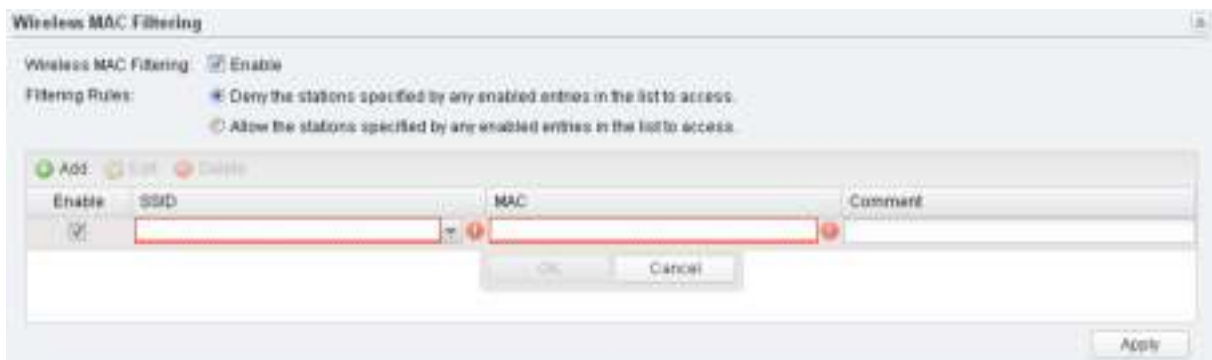 Wireless MAC Filtering
Wireless MAC Filtering: Enable
Filtering Rules: Deny the stations specified by any enabled entries in the list to access.
Allow the stations specified by any enabled entries in the list to access.
Add Edit Delete
Enable SSID MAC Comment
OK Cancel
Apply